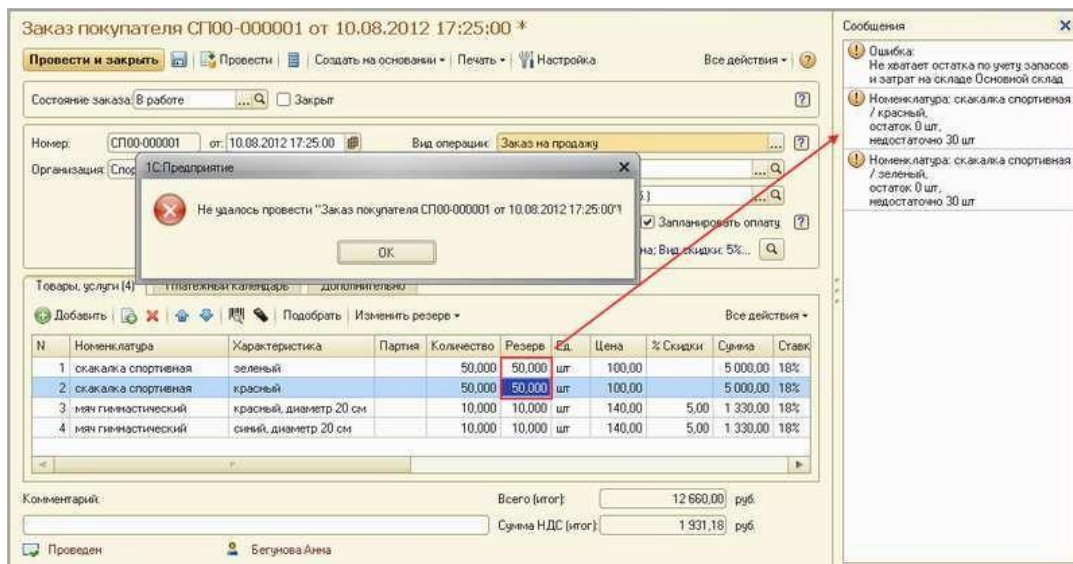 Заказ покупателя СП00-000001 от 10.08.2012 17:25:00 *
Провести и закрыть Провести Создать на основании Печать Настройка Все действия
Состояние заказа: В работе ... Закрыт ?
Номер: СП00-000001 от: 10.08.2012 17:25:00 Вид операции: Заказ на продажу ... ?
Организация: Спор
1С:Предприятие
Не удалось провести "Заказ покупателя СП00-000001 от 10.08.2012 17:25:00"!
Запланировать оплату ?
на; Вид скидки: 5%...
ОК
Товары, услуги (4) Платежный календарь Дополнительно
Добавить Подобрать Изменить резерв Все действия
N Номенклатура Характеристика Партия Количество Резерв Ед. Цена % Скидки Сумма Ставк
1 скакалка спортивная зеленый 50,000 50,000 шт 100,00 5 000,00 18%
2 скакалка спортивная красный 50,000 50,000 шт 100,00 5 000,00 18%
3 мяч гимнастический красный, диаметр 20 см 10,000 10,000 шт 140,00 5,00 1 330,00 18%
4 мяч гимнастический синий, диаметр 20 см 10,000 10,000 шт 140,00 5,00 1 330,00 18%
Комментарий: Всего (итог): 12 660,00 руб.
Сумма НДС (итог): 1 931,18 руб.
Проведен Бегунова Анна
Сообщения
Ошибка:
Не хватает остатка по учету запасов
и затрат на складе Основной склад
Номенклатура: скакалка спортивная
/ красный,
остаток 0 шт,
недостаточно 30 шт
Номенклатура: скакалка спортивная
/ зеленый,
остаток 0 шт,
недостаточно 30 шт